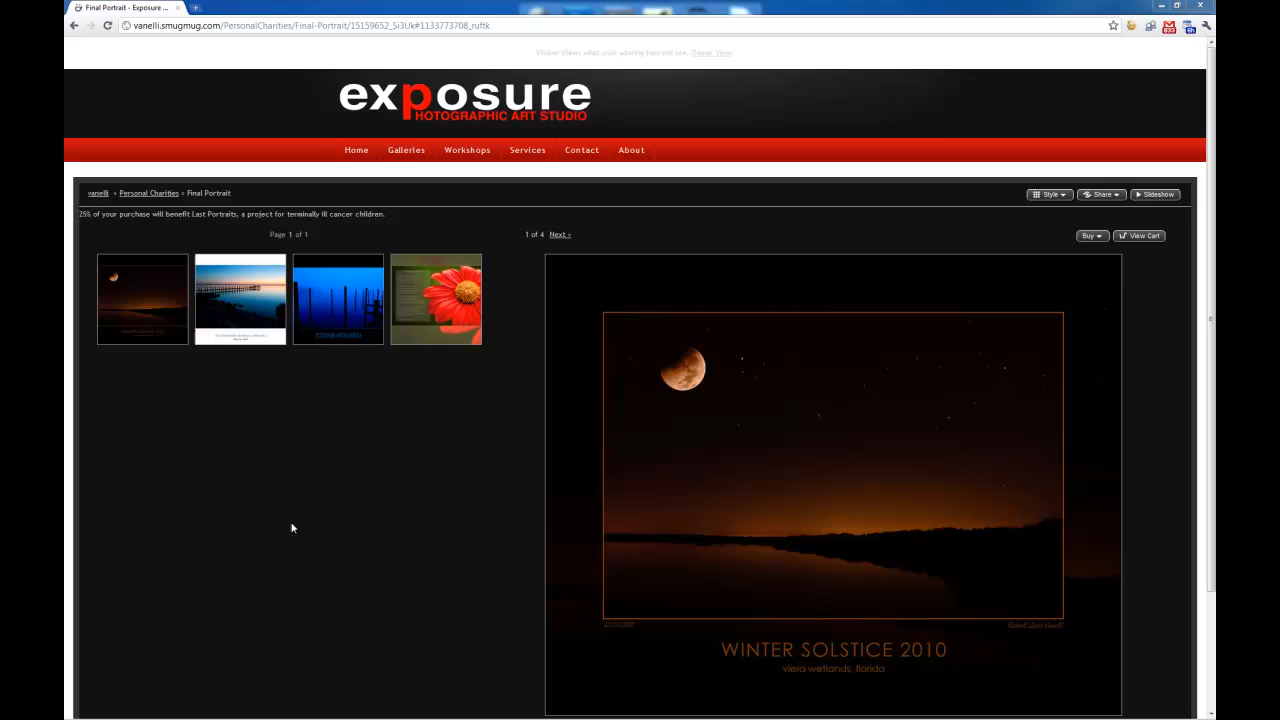 Final Portrait - Exposure ...
vanelli.smugmug.com/PersonalCharities/Final-Portrait/15159652_Si3Uk#1133773708_ruftk
833
Visitor View: what your adoring fans will see. Owner View
exposure
PHOTOGRAPHIC ART STUDIO
Home Galleries Workshops Services Contact About
vanelli > Personal Charities > Final Portrait
Style Share Slideshow
25% of your purchase will benefit Last Portraits, a project for terminally ill cancer children.
Page 1 of 1
1 of 4 Next >
Buy View Cart
WINTER SOLSTICE 2010
viera wetlands, florida